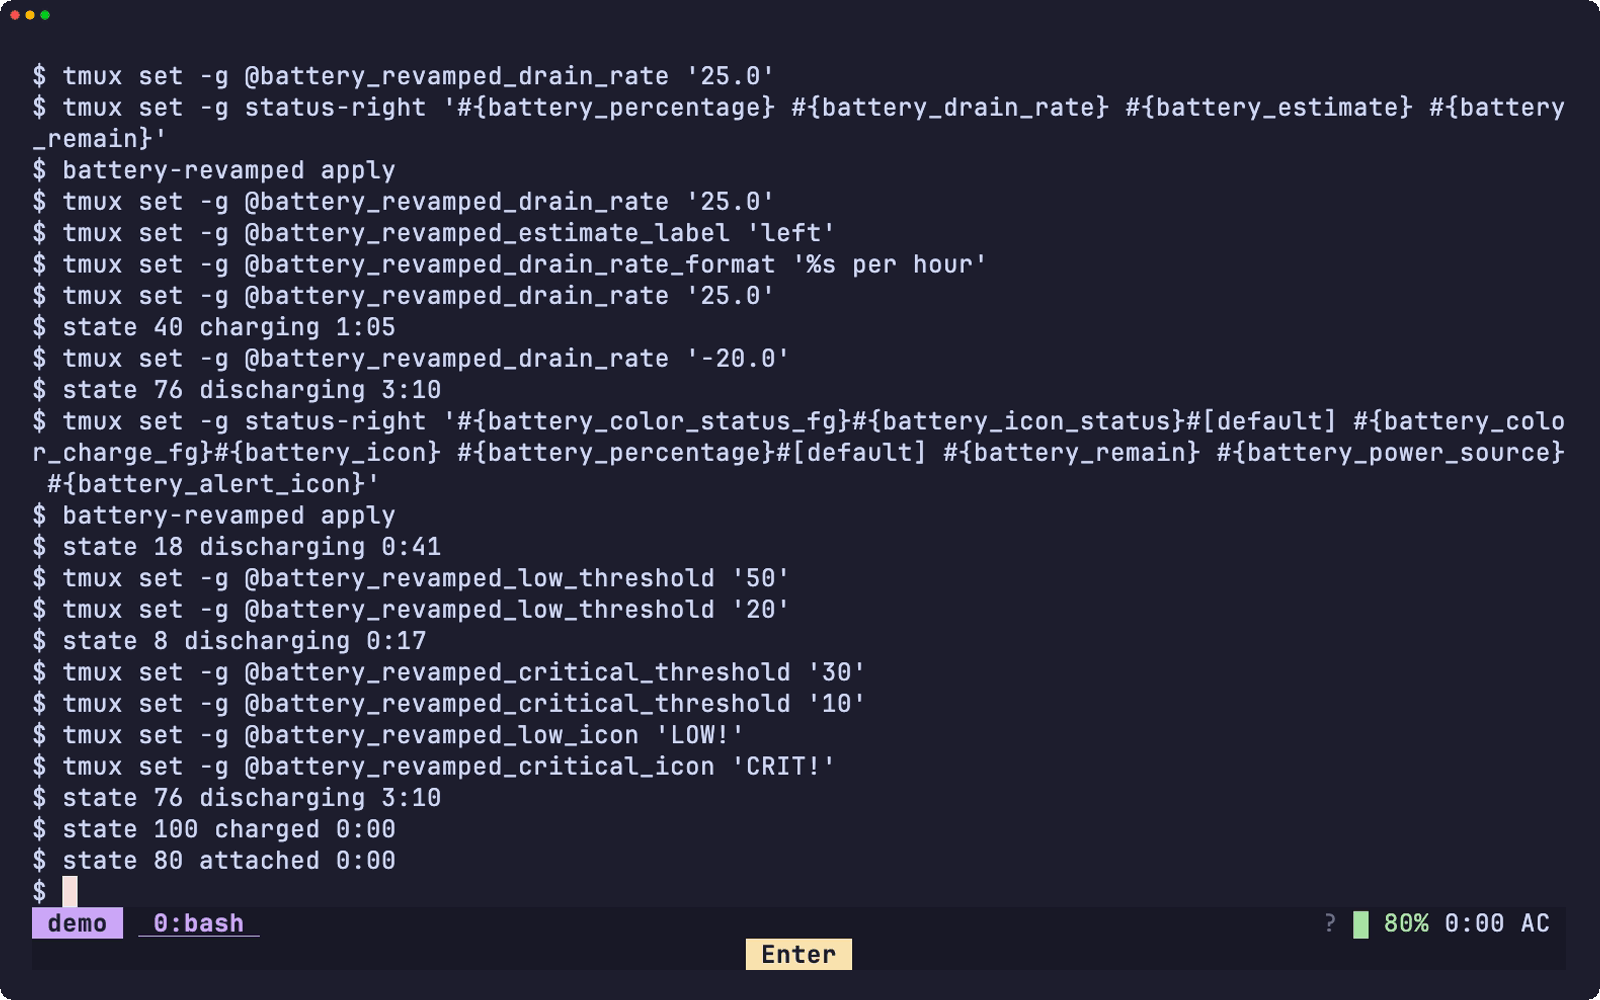 $ tmux set -g @battery_revamped_drain_rate '25.0'
$ tmux set -g status-right '#{battery_percentage} #{battery_drain_rate} #{battery_estimate} #{battery
_remain}'
$ battery-revamped apply
$ tmux set -g @battery_revamped_drain_rate '25.0'
$ tmux set -g @battery_revamped_estimate_label 'left'
$ tmux set -g @battery_revamped_drain_rate_format '%s per hour'
$ tmux set -g @battery_revamped_drain_rate '25.0'
$ state 40 charging 1:05
$ tmux set -g @battery_revamped_drain_rate '-20.0'
$ state 76 discharging 3:10
$ tmux set -g status-right '#{battery_color_status_fg}#{battery_icon_status}#[default] #{battery_colo
r_charge_fg}#{battery_icon} #{battery_percentage}#[default] #{battery_remain} #{battery_power_source}
 #{battery_alert_icon}'
$ battery-revamped apply
$ state 18 discharging 0:41
$ tmux set -g @battery_revamped_low_threshold '50'
$ tmux set -g @battery_revamped_low_threshold '20'
$ state 8 discharging 0:17
$ tmux set -g @battery_revamped_critical_threshold '30'
$ tmux set -g @battery_revamped_critical_threshold '10'
$ tmux set -g @battery_revamped_low_icon 'LOW!'
$ tmux set -g @battery_revamped_critical_icon 'CRIT!'
$ state 76 discharging 3:10
$ state 100 charged 0:00
$ state 80 attached 0:00
$
demo 0:bash ? █ 80% 0:00 AC
Enter